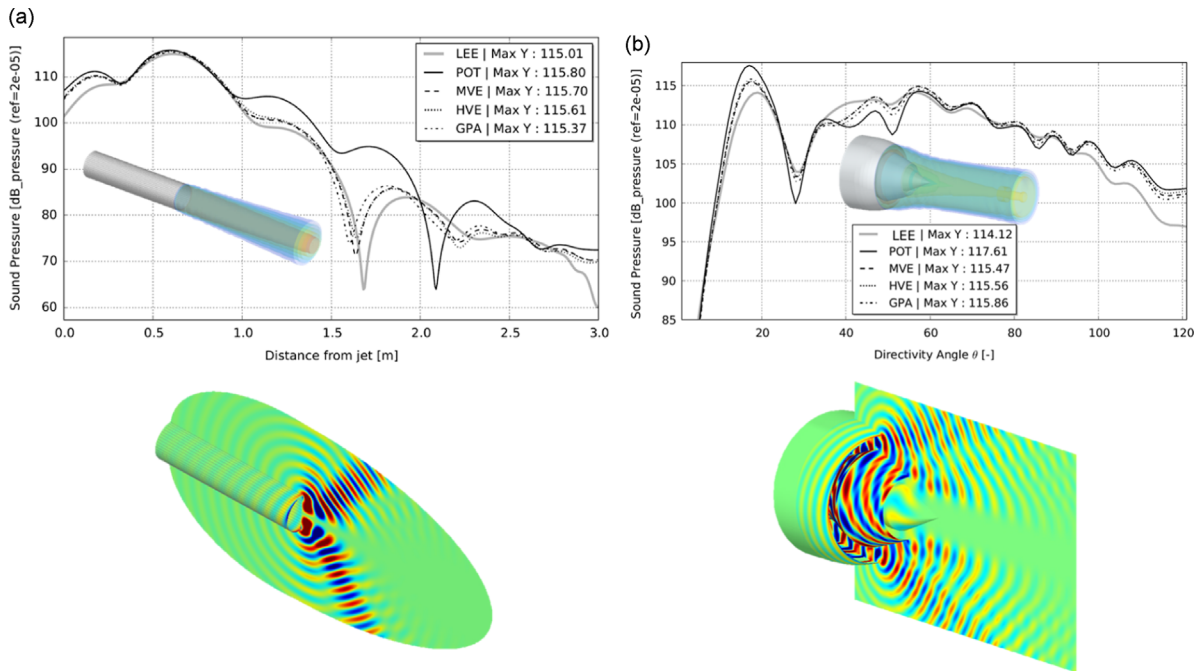 (a)
Sound Pressure [dB_pressure (ref=2e-05)]
110
100
90
80
70
60
LEE | Max Y : 115.01
POT | Max Y : 115.80
MVE | Max Y : 115.70
HVE | Max Y : 115.61
GPA | Max Y : 115.37
0.0 0.5 1.0 1.5 2.0 2.5 3.0
Distance from jet [m]
(b)
Sound Pressure [dB_pressure (ref=2e-05)]
115
110
105
100
95
90
85
LEE | Max Y : 114.12
POT | Max Y : 117.61
MVE | Max Y : 115.47
HVE | Max Y : 115.56
GPA | Max Y : 115.86
20 40 60 80 100 120
Directivity Angle θ [-]